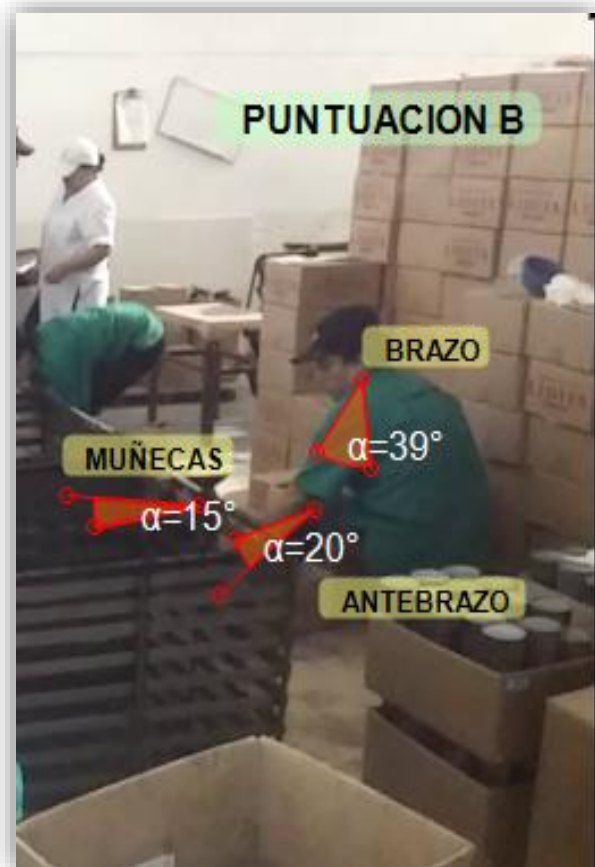 PUNTUACION B
BRAZO
α=39°
MUÑECAS
α=15°
α=20°
ANTEBRAZO